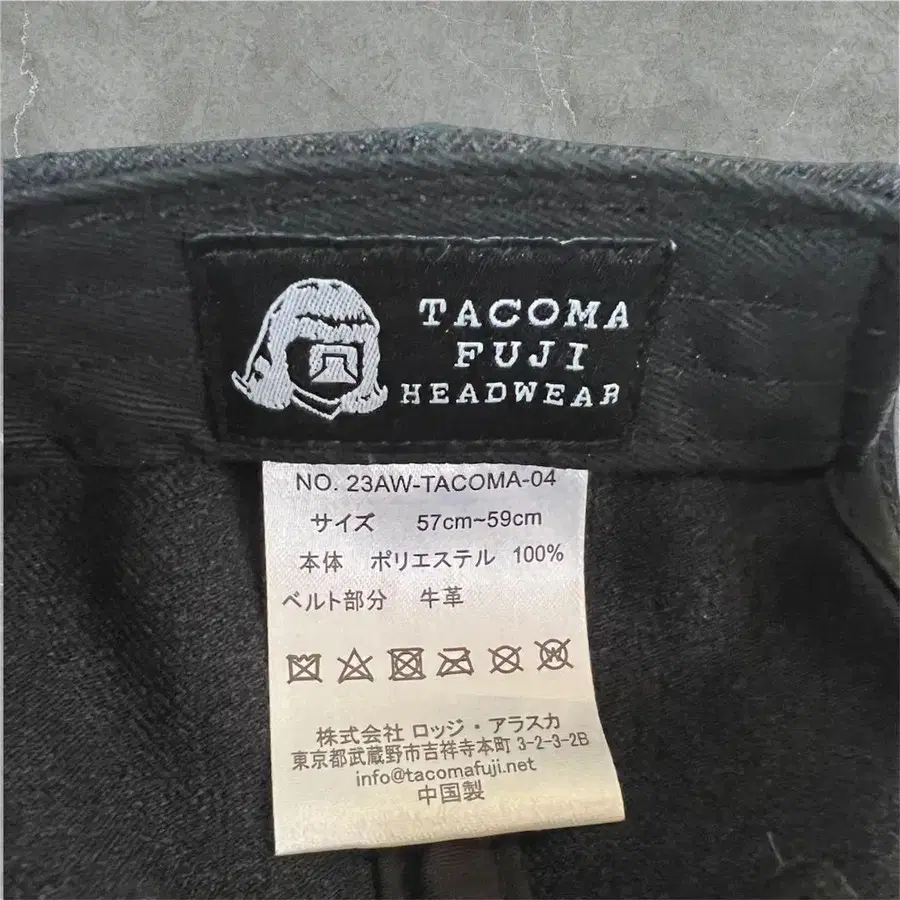 TACOMA
FUJI
HEADWEAR
NO. 23AW-TACOMA-04
サイズ 57cm~59cm
本体 ポリエステル 100%
ベルト部分 牛革
株式会社 ロッジ・アラスカ
東京都武蔵野市吉祥寺本町 3-2-3-2B
info@tacomafuji.net
中国製